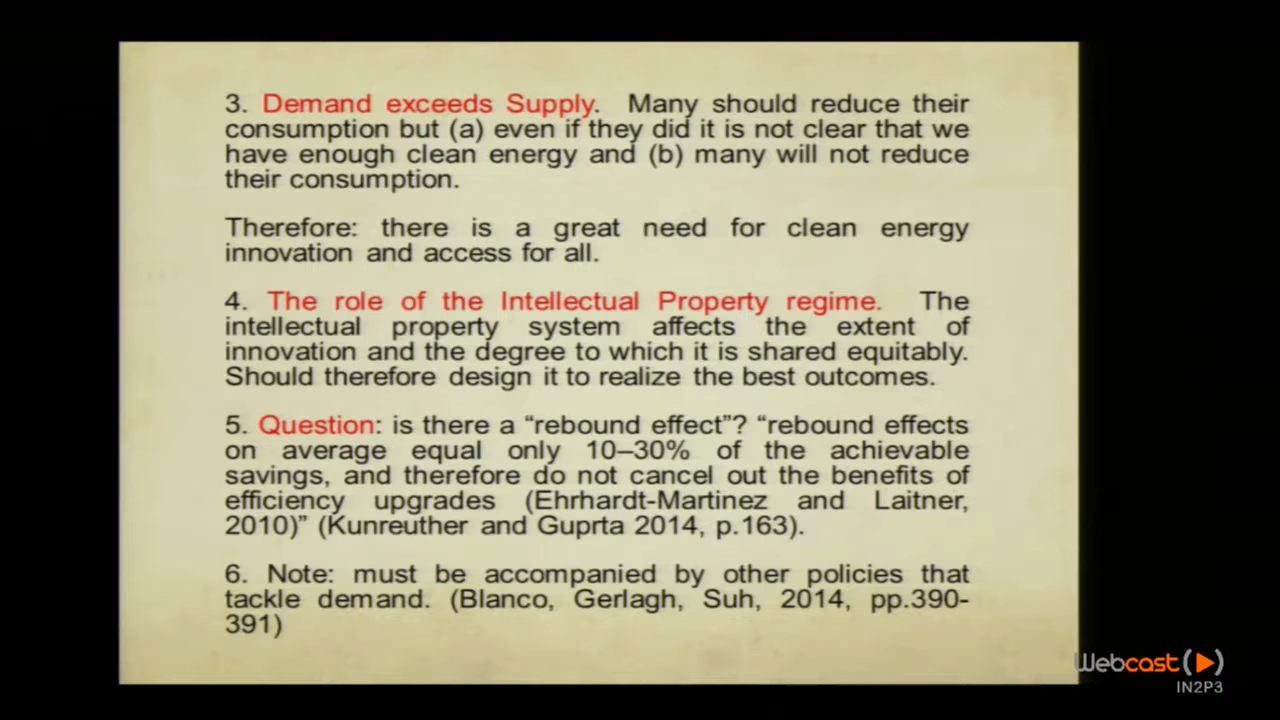 3. Demand exceeds Supply. Many should reduce their
consumption but (a) even if they did it is not clear that we
have enough clean energy and (b) many will not reduce
their consumption.
Therefore: there is a great need for clean energy
innovation and access for all.
4. The role of the Intellectual Property regime. The
intellectual property system affects the extent of
innovation and the degree to which it is shared equitably.
Should therefore design it to realize the best outcomes.
5. Question: is there a “rebound effect”? “rebound effects
on average equal only 10–30% of the achievable
savings, and therefore do not cancel out the benefits of
efficiency upgrades (Ehrhardt-Martinez and Laitner,
2010)” (Kunreuther and Guprta 2014, p.163).
6. Note: must be accompanied by other policies that
tackle demand. (Blanco, Gerlagh, Suh, 2014, pp.390-
391)
Webcast
IN2P3